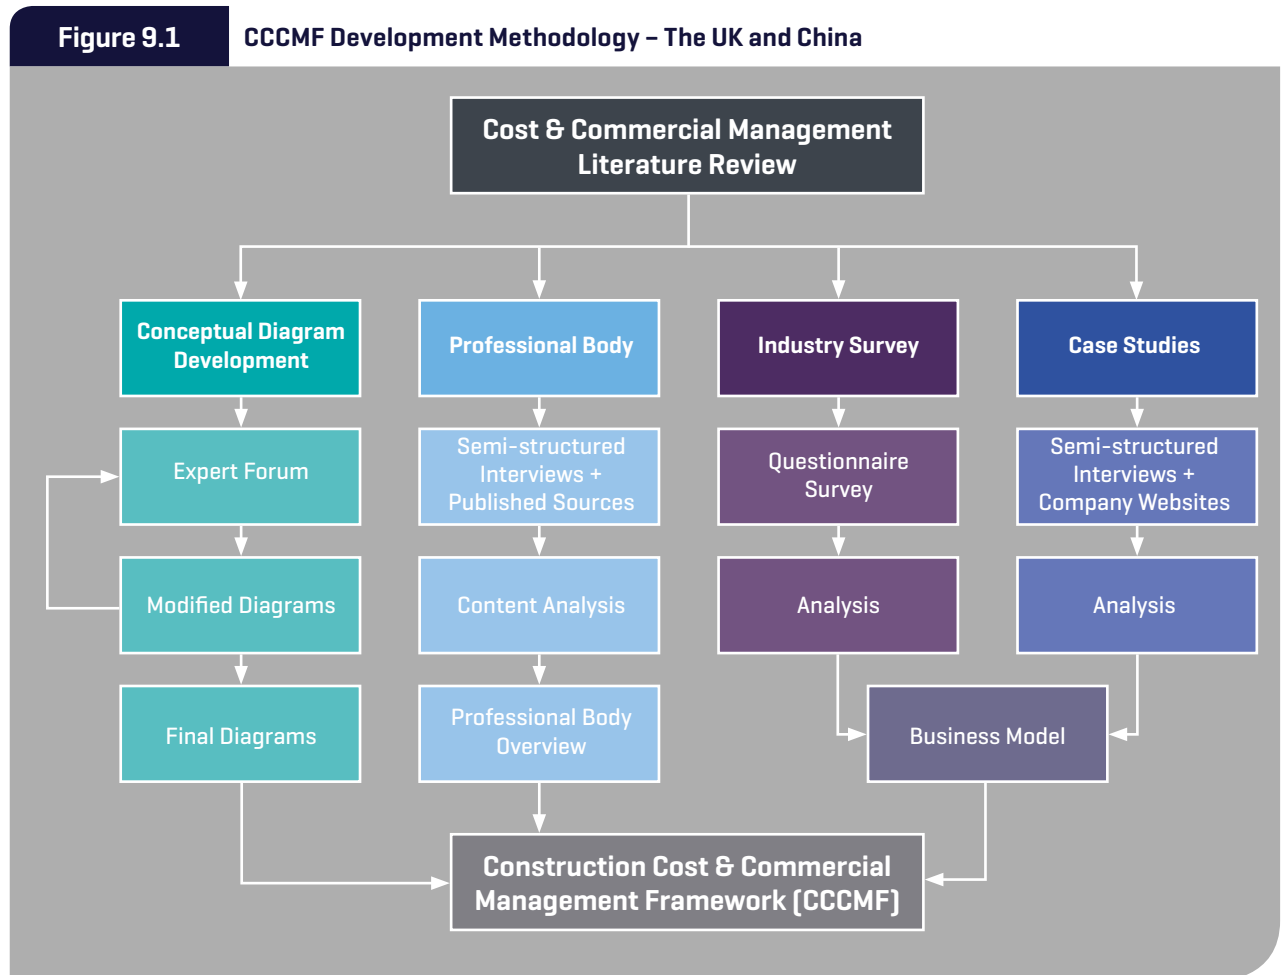 Figure 9.1
CCCMF Development Methodology – The UK and China
Cost & Commercial Management
Literature Review
Conceptual Diagram
Development
Professional Body
Industry Survey
Case Studies
Expert Forum
Semi-structured
Interviews +
Published Sources
Questionnaire
Survey
Semi-structured
Interviews +
Company Websites
Modified Diagrams
Content Analysis
Analysis
Analysis
Final Diagrams
Professional Body
Overview
Business Model
Construction Cost & Commercial
Management Framework (CCCMF)